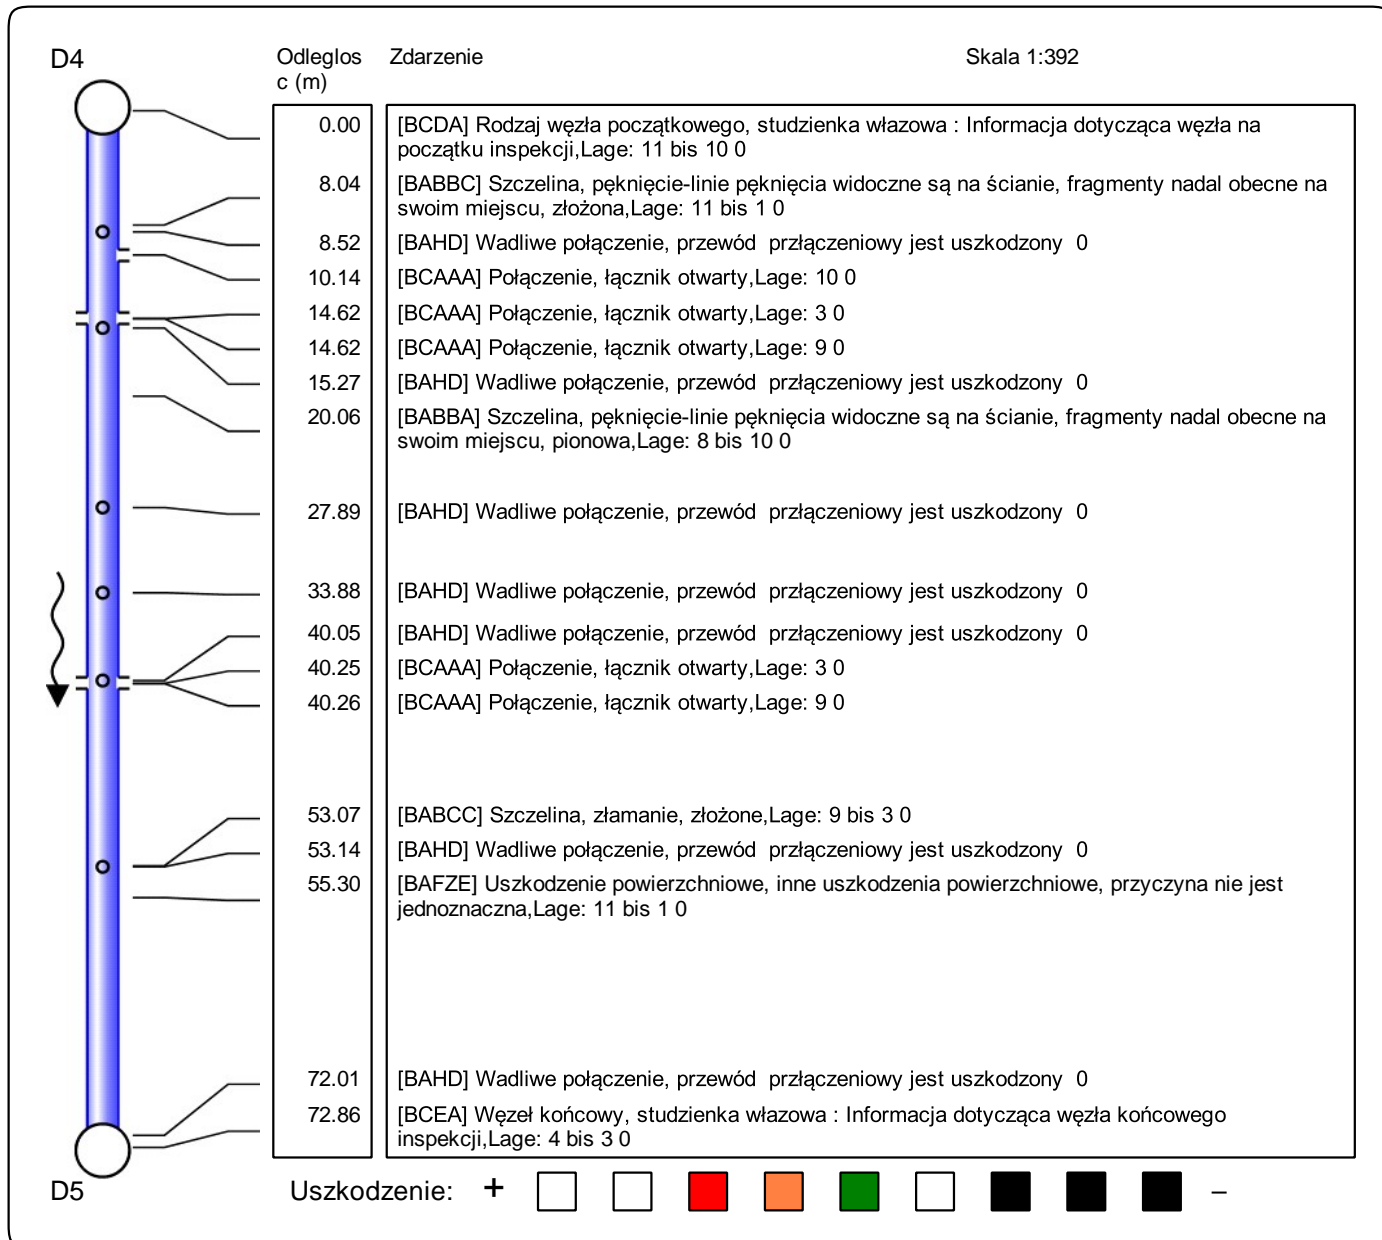 D4
Odleglos Zdarzenie Skala 1:392
c (m)
0.00 [BCDA] Rodzaj węzła początkowego, studzienka włazowa : Informacja dotycząca węzła na
początku inspekcji,Lage: 11 bis 10 0
8.04 [BABBC] Szczelina, pęknięcie-linie pęknięcia widoczne są na ścianie, fragmenty nadal obecne na
swoim miejscu, złożona,Lage: 11 bis 1 0
8.52 [BAHD] Wadliwe połączenie, przewód  przłączeniowy jest uszkodzony  0
10.14 [BCAAA] Połączenie, łącznik otwarty,Lage: 10 0
14.62 [BCAAA] Połączenie, łącznik otwarty,Lage: 3 0
14.62 [BCAAA] Połączenie, łącznik otwarty,Lage: 9 0
15.27 [BAHD] Wadliwe połączenie, przewód  przłączeniowy jest uszkodzony  0
20.06 [BABBA] Szczelina, pęknięcie-linie pęknięcia widoczne są na ścianie, fragmenty nadal obecne na
swoim miejscu, pionowa,Lage: 8 bis 10 0
27.89 [BAHD] Wadliwe połączenie, przewód  przłączeniowy jest uszkodzony  0
33.88 [BAHD] Wadliwe połączenie, przewód  przłączeniowy jest uszkodzony  0
40.05 [BAHD] Wadliwe połączenie, przewód  przłączeniowy jest uszkodzony  0
40.25 [BCAAA] Połączenie, łącznik otwarty,Lage: 3 0
40.26 [BCAAA] Połączenie, łącznik otwarty,Lage: 9 0
53.07 [BABCC] Szczelina, złamanie, złożone,Lage: 9 bis 3 0
53.14 [BAHD] Wadliwe połączenie, przewód  przłączeniowy jest uszkodzony  0
55.30 [BAFZE] Uszkodzenie powierzchniowe, inne uszkodzenia powierzchniowe, przyczyna nie jest
jednoznaczna,Lage: 11 bis 1 0
72.01 [BAHD] Wadliwe połączenie, przewód  przłączeniowy jest uszkodzony  0
72.86 [BCEA] Węzeł końcowy, studzienka włazowa : Informacja dotycząca węzła końcowego
inspekcji,Lage: 4 bis 3 0
D5 Uszkodzenie: + –